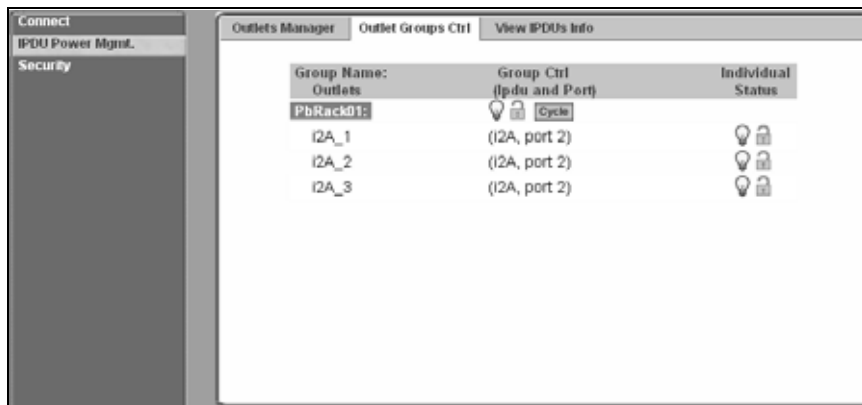 Connect
IPDU Power Mgmt.
Security
Outlets Manager
Outlet Groups Ctrl
View IPDUs Info
Group Name: Group Ctrl Individual
Outlets (Ipdu and Port) Status
PbRack01: Cycle
i2A_1 (i2A, port 2)
i2A_2 (i2A, port 2)
i2A_3 (i2A, port 2)